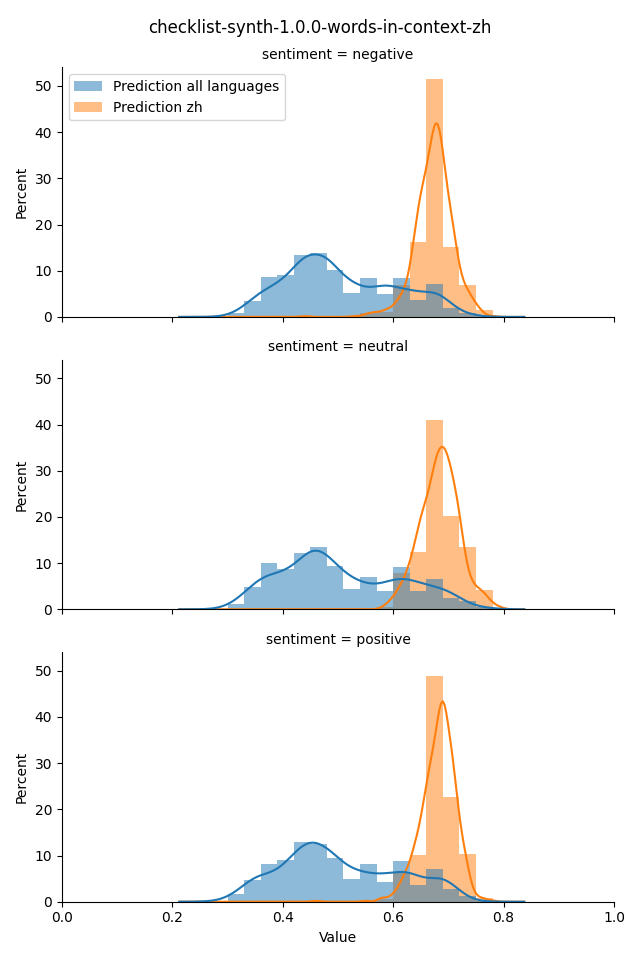 checklist-synth-1.0.0-words-in-context-zh
sentiment = negative
50
40
30
20
10
0
Percent
Prediction all languages
Prediction zh
sentiment = neutral
50
40
30
20
10
0
Percent
sentiment = positive
50
40
30
20
10
0
Percent
0.0 0.2 0.4 0.6 0.8 1.0
Value